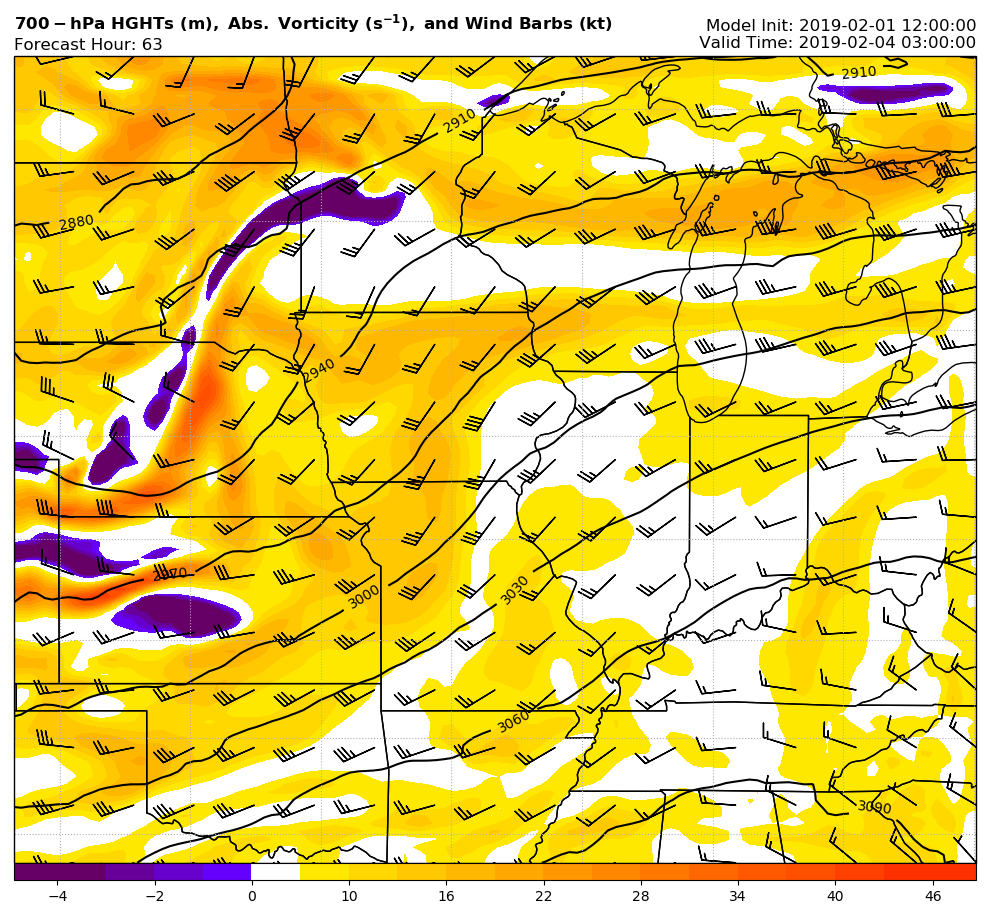 700-hPa HGHTs (m), Abs. Vorticity (s⁻¹), and Wind Barbs (kt)
Model Init: 2019-02-01 12:00:00
Forecast Hour: 63
Valid Time: 2019-02-04 03:00:00
2910
2910
2880
2940
2970
3000
3030
3060
3090
−4 −2 0 10 16 22 28 34 40 46